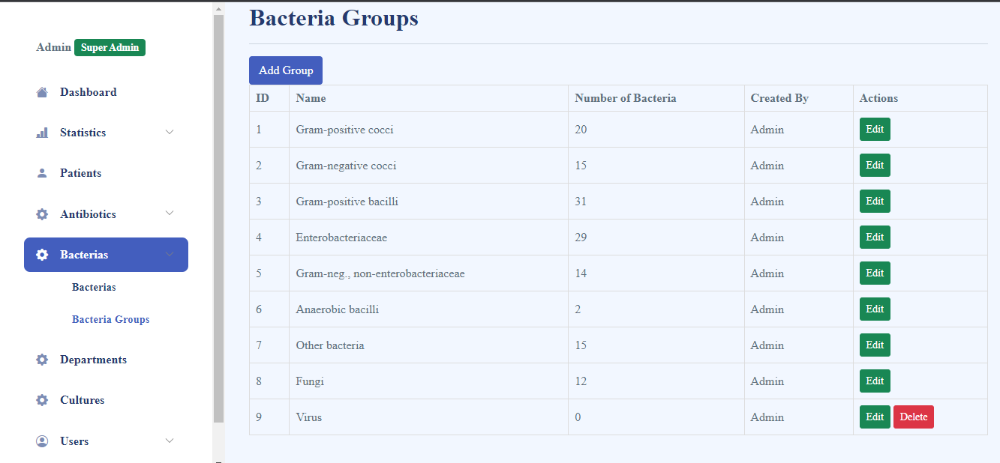 Bacteria Groups
Admin Super Admin
Dashboard
Statistics
Patients
Antibiotics
Bacterias
Bacterias
Bacteria Groups
Departments
Cultures
Users
Add Group
ID Name Number of Bacteria Created By Actions
1 Gram-positive cocci 20 Admin Edit
2 Gram-negative cocci 15 Admin Edit
3 Gram-positive bacilli 31 Admin Edit
4 Enterobacteriaceae 29 Admin Edit
5 Gram-neg., non-enterobacteriaceae 14 Admin Edit
6 Anaerobic bacilli 2 Admin Edit
7 Other bacteria 15 Admin Edit
8 Fungi 12 Admin Edit
9 Virus 0 Admin Edit Delete